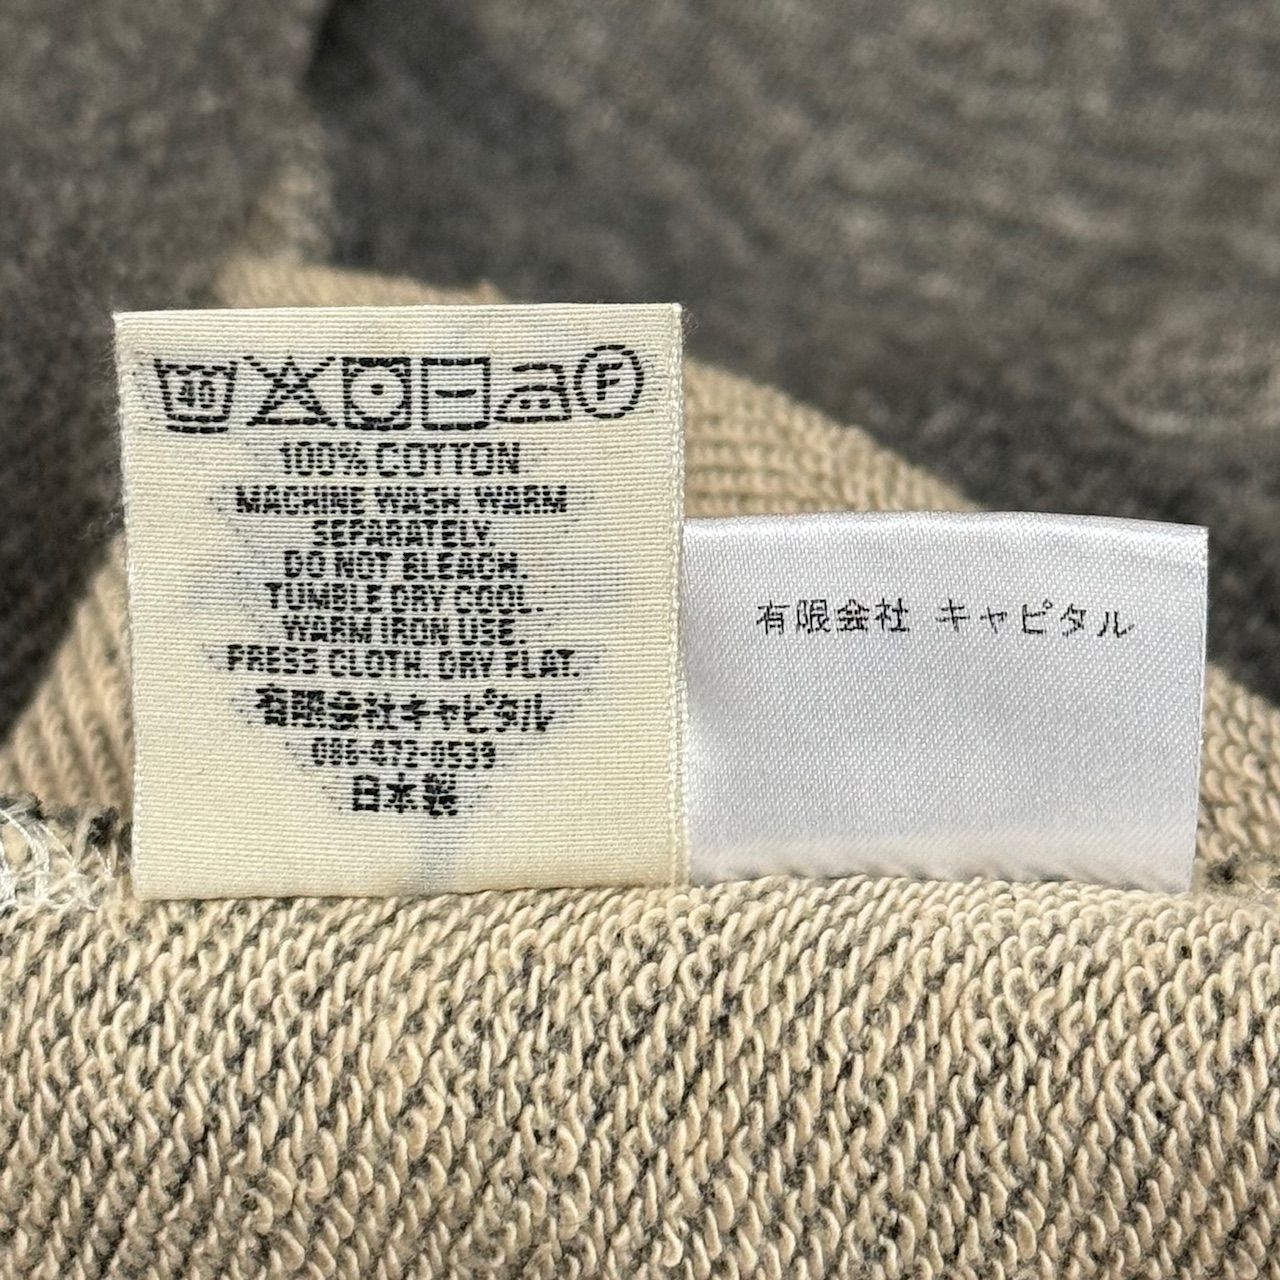 40
F
100% COTTON
MACHINE WASH. WARM
SEPARATELY.
DO NOT BLEACH.
TUMBLE DRY COOL.
WARM IRON USE.
PRESS CLOTH. DRY FLAT.
有限会社キャピタル
086-472-0539
日本製
有限会社 キャピタル